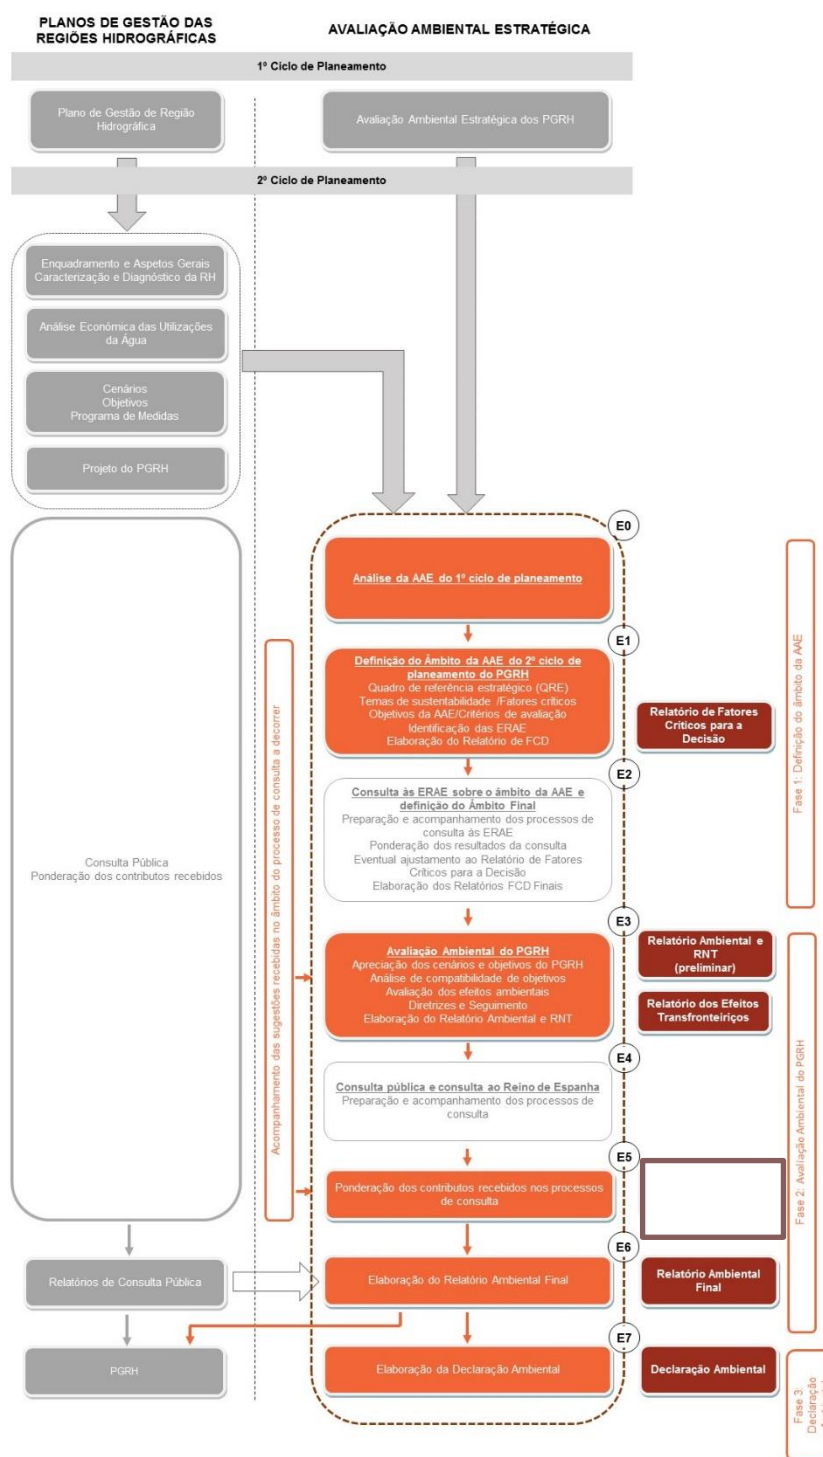 PLANOS DE GESTÃO DAS
REGIÕES HIDROGRÁFICAS
AVALIAÇÃO AMBIENTAL ESTRATÉGICA
1º Ciclo de Planeamento
Plano de Gestão de Região
Hidrográfica
Avaliação Ambiental Estratégica dos PGRH
2º Ciclo de Planeamento
Enquadramento e Aspetos Gerais
Caracterização e Diagnóstico da RH
Análise Económica das Utilizações
da Água
Cenários
Objetivos
Programa de Medidas
Projeto do PGRH
Consulta Pública
Ponderação dos contributos recebidos
Relatórios de Consulta Pública
PGRH
Acompanhamento das sugestões recebidas no âmbito do processo de consulta a decorrer
E0
Análise da AAE do 1º ciclo de planeamento
E1
Definição do Âmbito da AAE do 2º ciclo de
planeamento do PGRH
Quadro de referência estratégico (QRE)
Temas de sustentabilidade /Fatores críticos
Objetivos da AAE/Critérios de avaliação
Identificação das ERAE
Elaboração do Relatório de FCD
Relatório de Fatores
Críticos para a
Decisão
E2
Consulta às ERAE sobre o âmbito da AAE e
definição do Âmbito Final
Preparação e acompanhamento dos processos de
consulta às ERAE
Ponderação dos resultados da consulta
Eventual ajustamento ao Relatório de Fatores
Críticos para a Decisão
Elaboração dos Relatórios FCD Finais
E3
Avaliação Ambiental do PGRH
Apreciação dos cenários e objetivos do PGRH
Análise de compatibilidade de objetivos
Avaliação dos efeitos ambientais
Diretrizes e Seguimento
Elaboração do Relatório Ambiental e RNT
Relatório Ambiental e
RNT
(preliminar)
Relatório dos Efeitos
Transfronteiriços
E4
Consulta pública e consulta ao Reino de Espanha
Preparação e acompanhamento dos processos de
consulta
E5
Ponderação dos contributos recebidos nos processos
de consulta
E6
Elaboração do Relatório Ambiental Final
Relatório Ambiental
Final
E7
Elaboração da Declaração Ambiental
Declaração Ambiental
Fase 1: Definição do âmbito da AAE
Fase 2: Avaliação Ambiental do PGRH
Fase 3:
Declaração